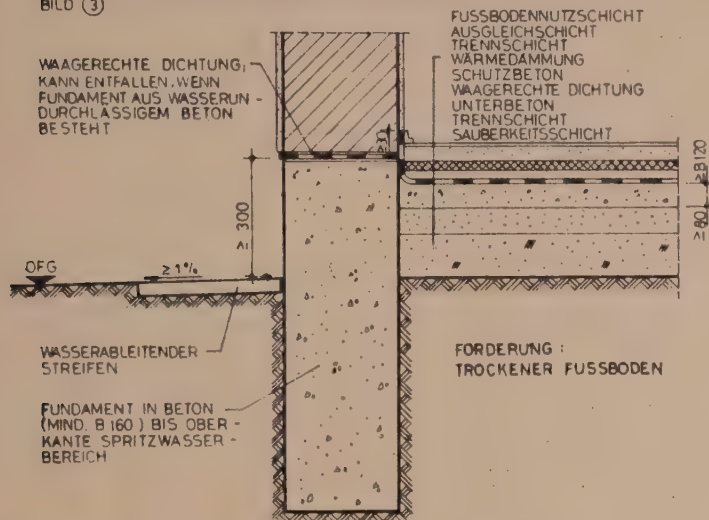 BILD (3)
WAAGERECHTE DICHTUNG;
KANN ENTFALLEN, WENN
FUNDAMENT AUS WASSERUN-
DURCHLÄSSIGEM BETON
BESTEHT
FUSSBODENNUTZSCHICHT
AUSGLEICHSCHICHT
TRENNSCHICHT
WÄRMEDÄMMUNG
SCHUTZBETON
WAAGERECHTE DICHTUNG
UNTERBETON
TRENNSCHICHT
SAUBERKEITSSCHICHT
≥ 300
≥ B120
≥ 80
OFG
≥ 1%
WASSERABLEITENDER
STREIFEN
FUNDAMENT IN BETON
(MIND. B 160) BIS OBER-
KANTE SPRITZWASSER-
BEREICH
FORDERUNG:
TROCKENER FUSSBODEN